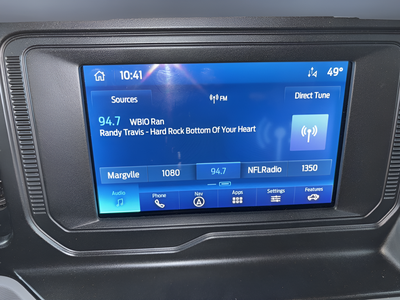 10:41
49°
Sources
FM
Direct Tune
94.7 WBIO Ran
Randy Travis - Hard Rock Bottom Of Your Heart
Margvlle 1080 94.7 NFLRadio 1350
Audio Phone Nav Apps Settings Features